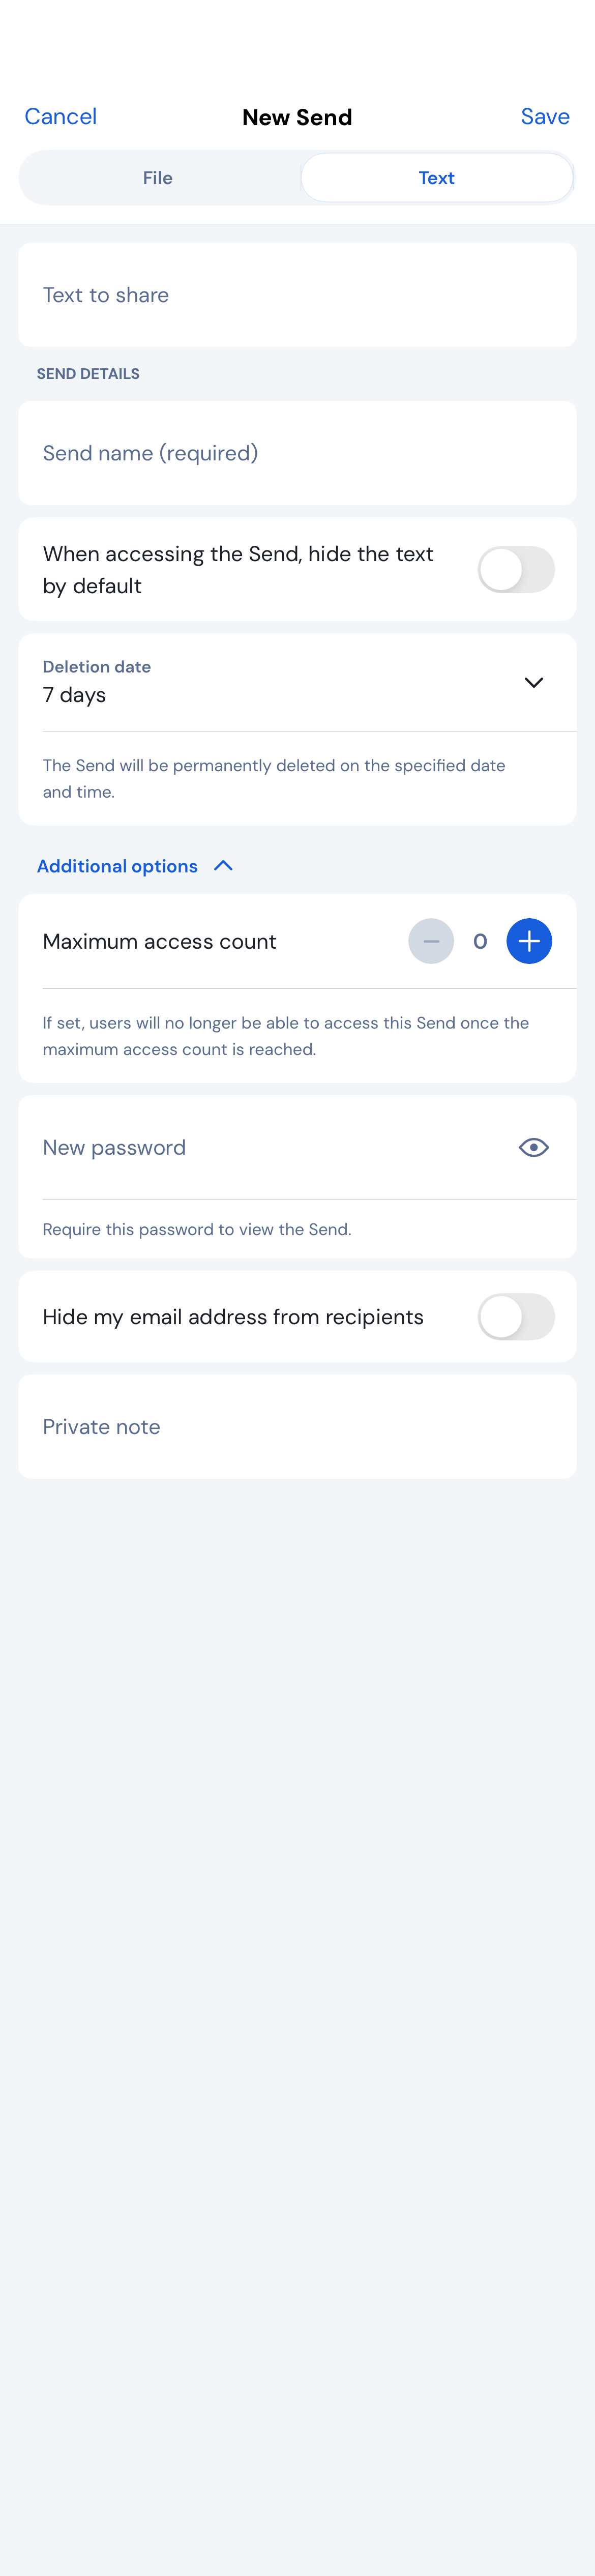 Cancel New Send Save
File Text
Text to share
SEND DETAILS
Send name (required)
When accessing the Send, hide the text
by default
Deletion date
7 days
The Send will be permanently deleted on the specified date
and time.
Additional options
Maximum access count 0
If set, users will no longer be able to access this Send once the
maximum access count is reached.
New password
Require this password to view the Send.
Hide my email address from recipients
Private note